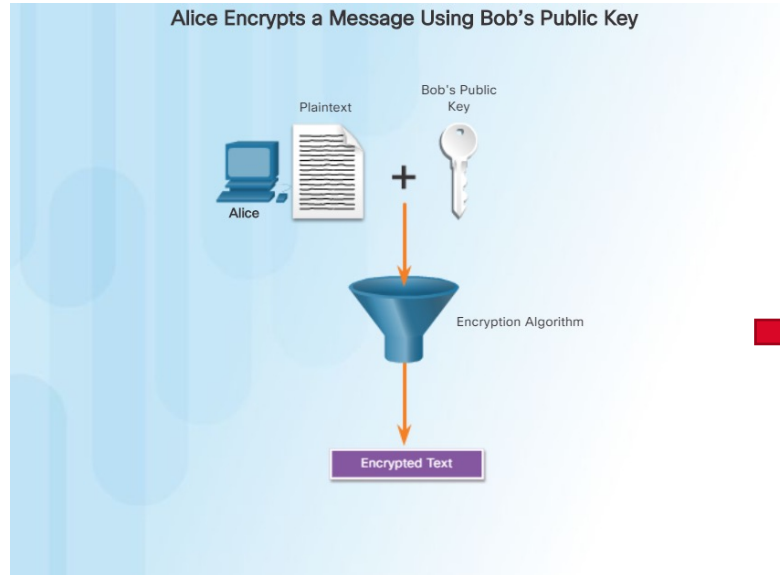 Alice Encrypts a Message Using Bob's Public Key
Bob's Public
Key
Plaintext
Alice
Encryption Algorithm
Encrypted Text